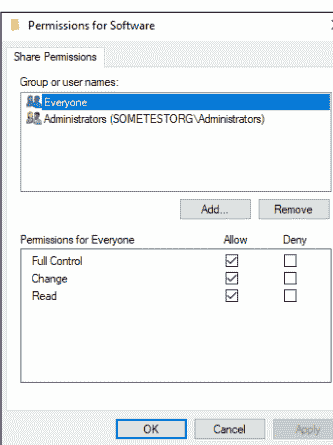 Permissions for Software
Share Permissions
Group or user names:
Everyone
Administrators (SOMETESTORG\Administrators)
Add... Remove
Permissions for Everyone Allow Deny
Full Control
Change
Read
OK Cancel Apply